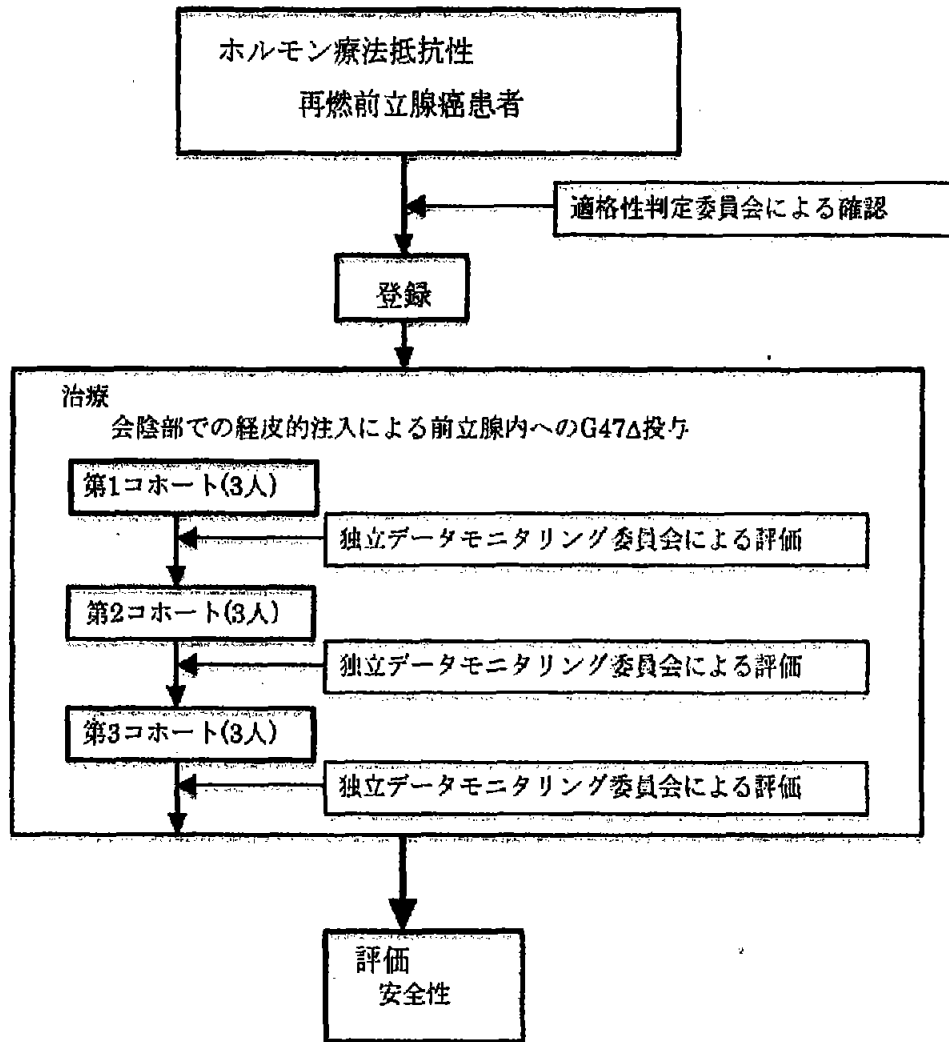 ホルモン療法抵抗性
再燃前立腺癌患者
適格性判定委員会による確認
登録
治療
会陰部での経皮的注入による前立腺内へのG47Δ投与
第1コホート(3人)
独立データモニタリング委員会による評価
第2コホート(3人)
独立データモニタリング委員会による評価
第3コホート(3人)
独立データモニタリング委員会による評価
評価
安全性